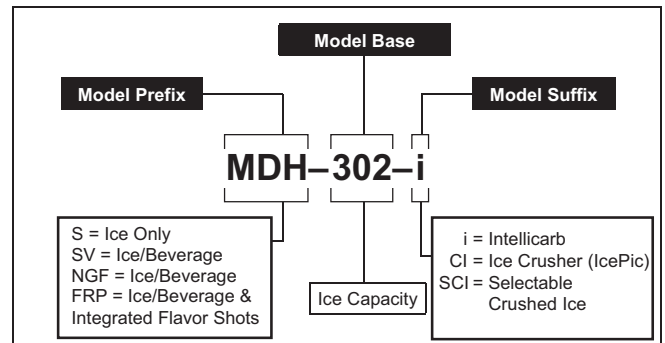 Model Base
Model Prefix
Model Suffix
MDH–302–i
S = Ice Only
SV = Ice/Beverage
NGF = Ice/Beverage
FRP = Ice/Beverage &
Integrated Flavor Shots
Ice Capacity
i = Intellicarb
CI = Ice Crusher (IcePic)
SCI = Selectable
Crushed Ice